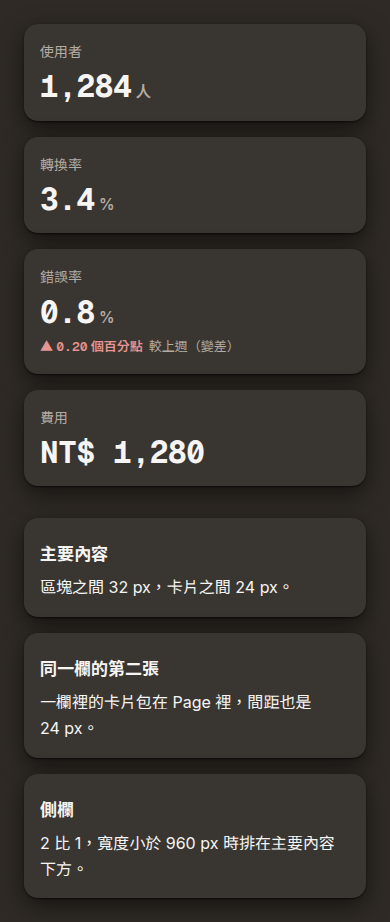 使用者
1,284 人
轉換率
3.4 %
錯誤率
0.8 %
▲ 0.20 個百分點 較上週（變差）
費用
NT$ 1,280
主要內容
區塊之間 32 px，卡片之間 24 px。
同一欄的第二張
一欄裡的卡片包在 Page 裡，間距也是
24 px。
側欄
2 比 1，寬度小於 960 px 時排在主要內容
下方。